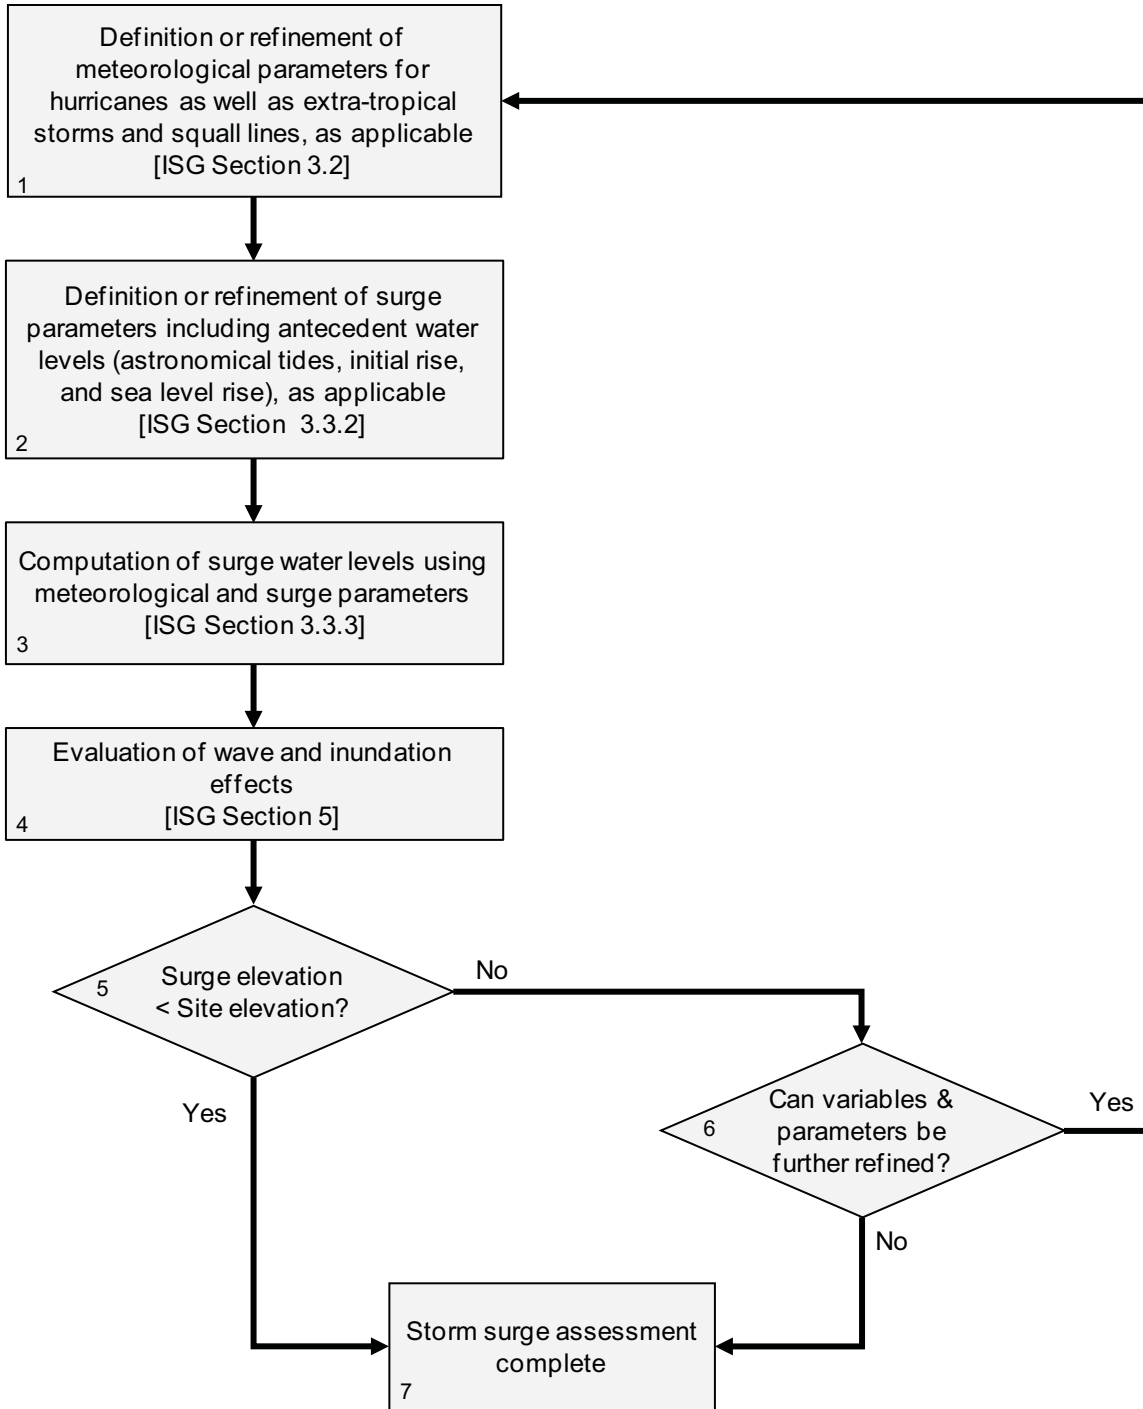 Definition or refinement of
meteorological parameters for
hurricanes as well as extra-tropical
storms and squall lines, as applicable
[ISG Section 3.2]
1
Definition or refinement of surge
parameters including antecedent water
levels (astronomical tides, initial rise,
and sea level rise), as applicable
[ISG Section 3.3.2]
2
Computation of surge water levels using
meteorological and surge parameters
[ISG Section 3.3.3]
3
Evaluation of wave and inundation
effects
[ISG Section 5]
4
5
Surge elevation
< Site elevation?
No
Yes
6
Can variables &
parameters be
further refined?
Yes
No
Storm surge assessment
complete
7